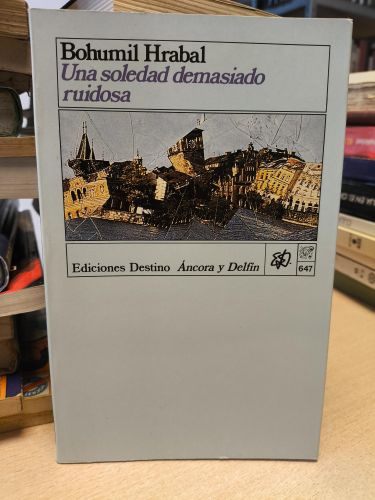 Bohumil Hrabal
Una soledad demasiado
ruidosa
Ediciones Destino Áncora y Delfín
647